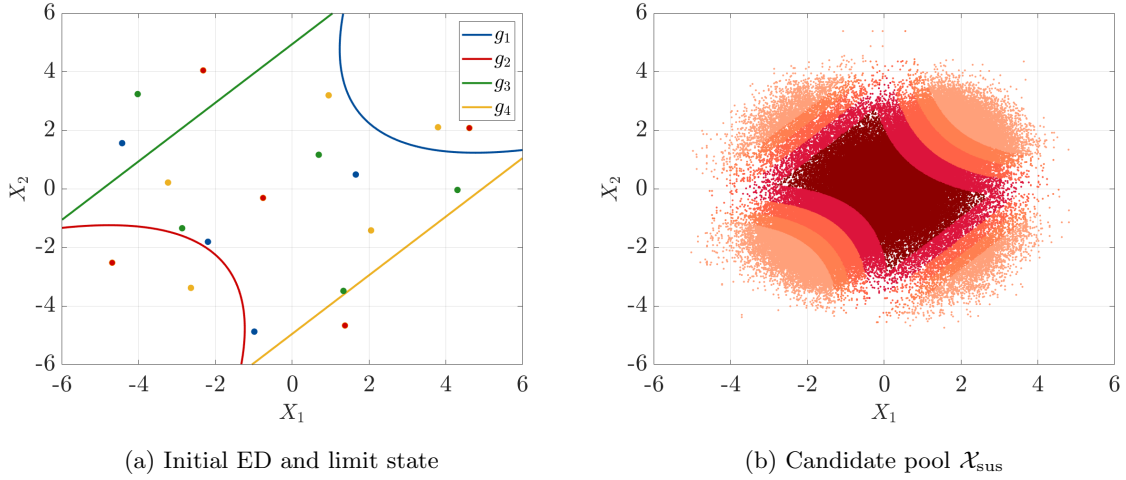 6
4
2
0
-2
-4
-6
X₂
-6 -4 -2 0 2 4 6
X₁
g₁
g₂
g₃
g₄
(a) Initial ED and limit state
6
4
2
0
-2
-4
-6
X₂
-6 -4 -2 0 2 4 6
X₁
(b) Candidate pool 𝒳sus